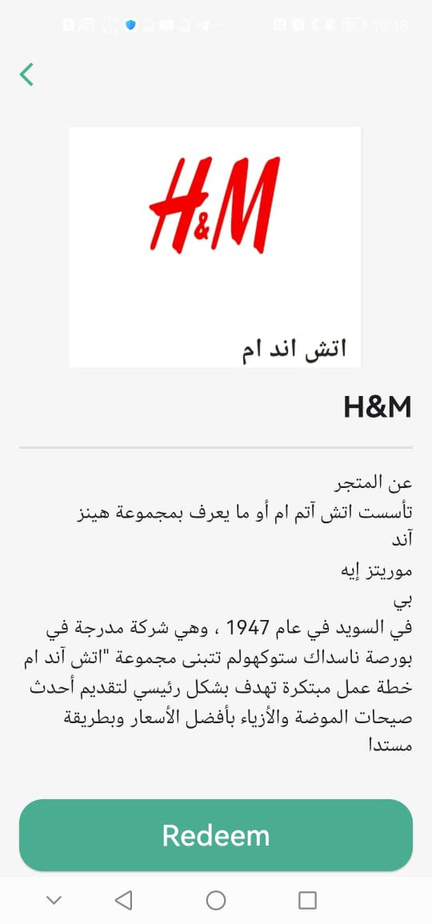 10:18
H&M
اتش اند ام
H&M
عن المتجر
تأسست اتش آتم ام أو ما يعرف بمجموعة هينز
آند
موريتز إيه
بي
في السويد في عام 1947 ، وهي شركة مدرجة في
بورصة ناسداك ستوكهولم تتبنى مجموعة "اتش آند ام
خطة عمل مبتكرة تهدف بشكل رئيسي لتقديم أحدث
صيحات الموضة والأزياء بأفضل الأسعار وبطريقة
مستدا
Redeem